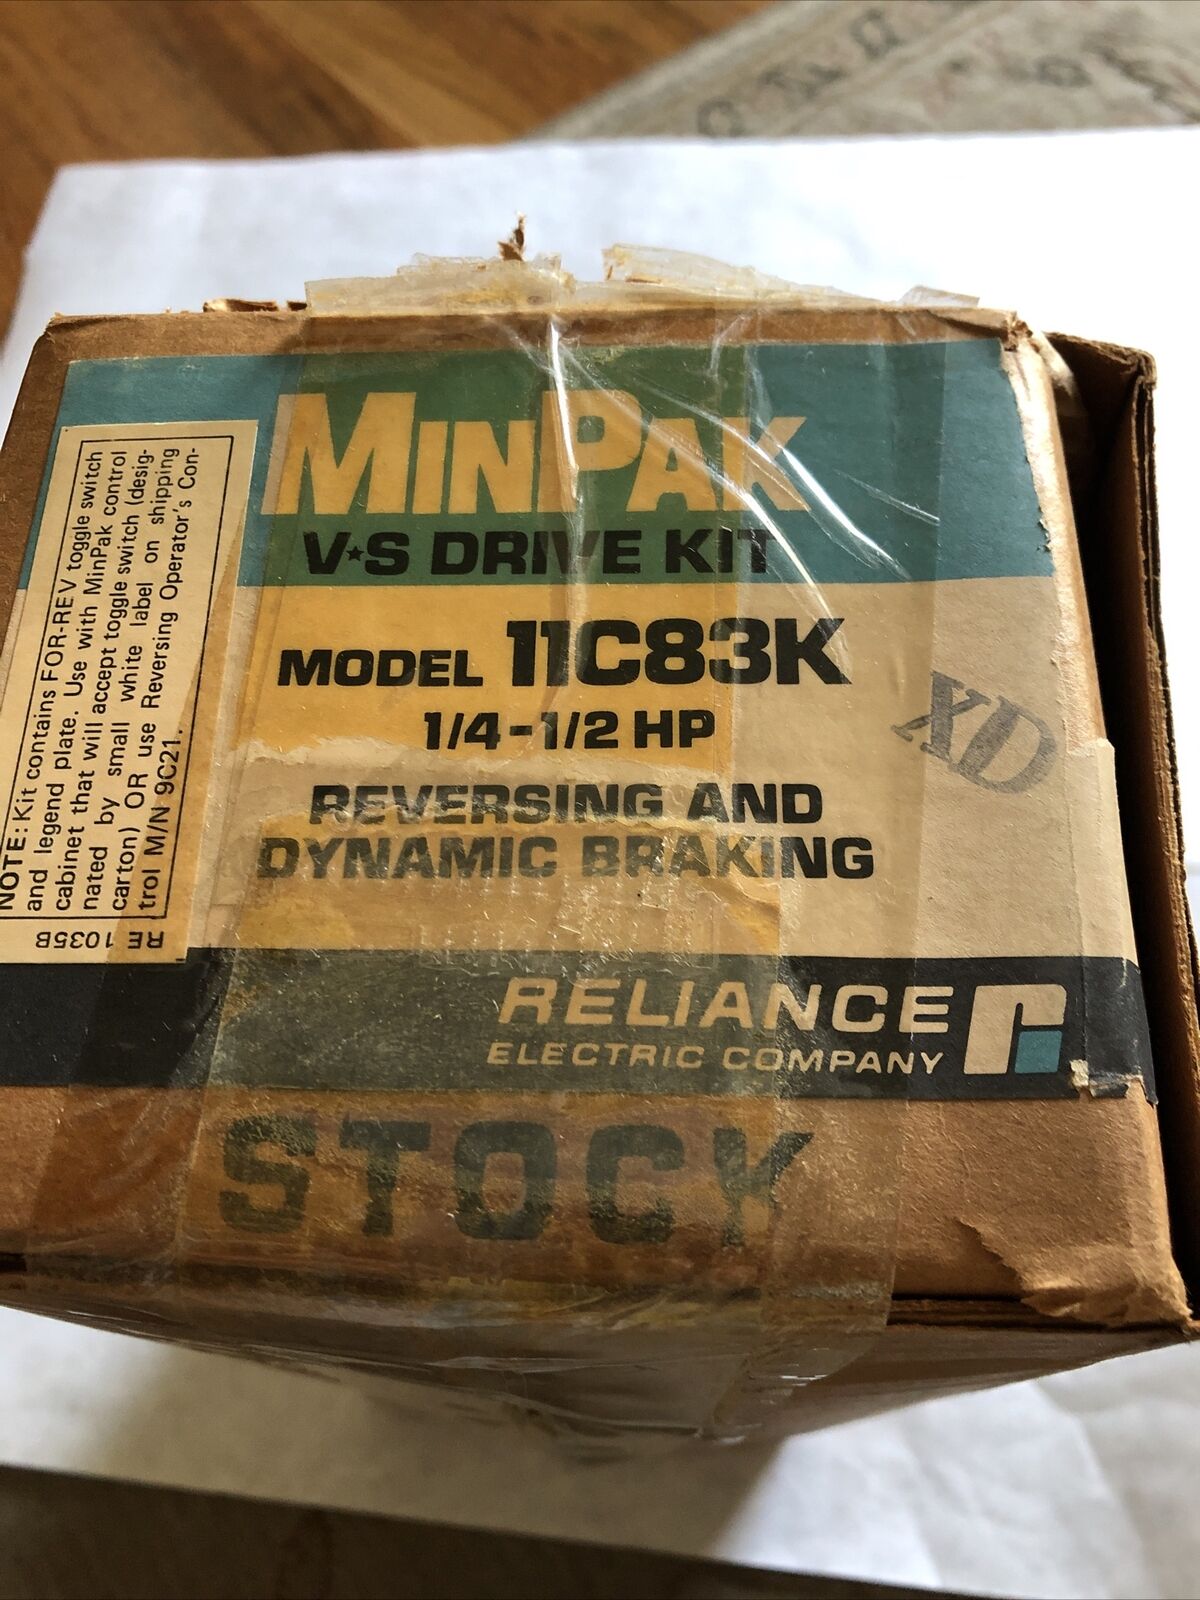 MINPAK
V★S DRIVE KIT
MODEL 11C83K
1/4-1/2 HP
REVERSING AND
DYNAMIC BRAKING
XD
NOTE: Kit contains FOR-REV toggle switch
and legend plate. Use with MinPak control
cabinet that will accept toggle switch (desig-
nated by small white label on shipping
carton) OR use Reversing Operator's Con-
trol M/N 9C21.
RE 1035B
RELIANCE
ELECTRIC COMPANY
STOCK